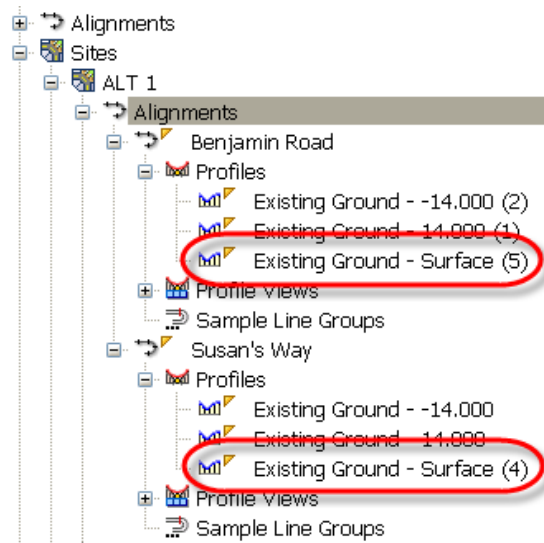 Alignments
Sites
ALT 1
Alignments
Benjamin Road
Profiles
Existing Ground - -14.000 (2)
Existing Ground - 14.000 (1)
Existing Ground - Surface (5)
Profile Views
Sample Line Groups
Susan's Way
Profiles
Existing Ground - -14.000
Existing Ground - 14.000
Existing Ground - Surface (4)
Profile Views
Sample Line Groups